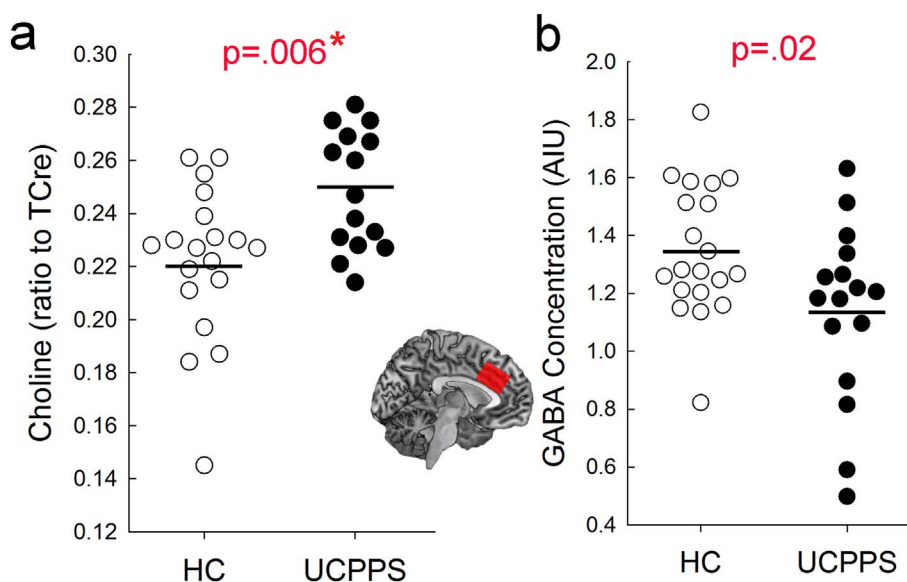 a
p=.006*
Choline (ratio to TCre)
0.30
0.28
0.26
0.24
0.22
0.20
0.18
0.16
0.14
0.12
HC
UCPPS
b
p=.02
GABA Concentration (AIU)
2.0
1.8
1.6
1.4
1.2
1.0
0.8
0.6
0.4
HC
UCPPS